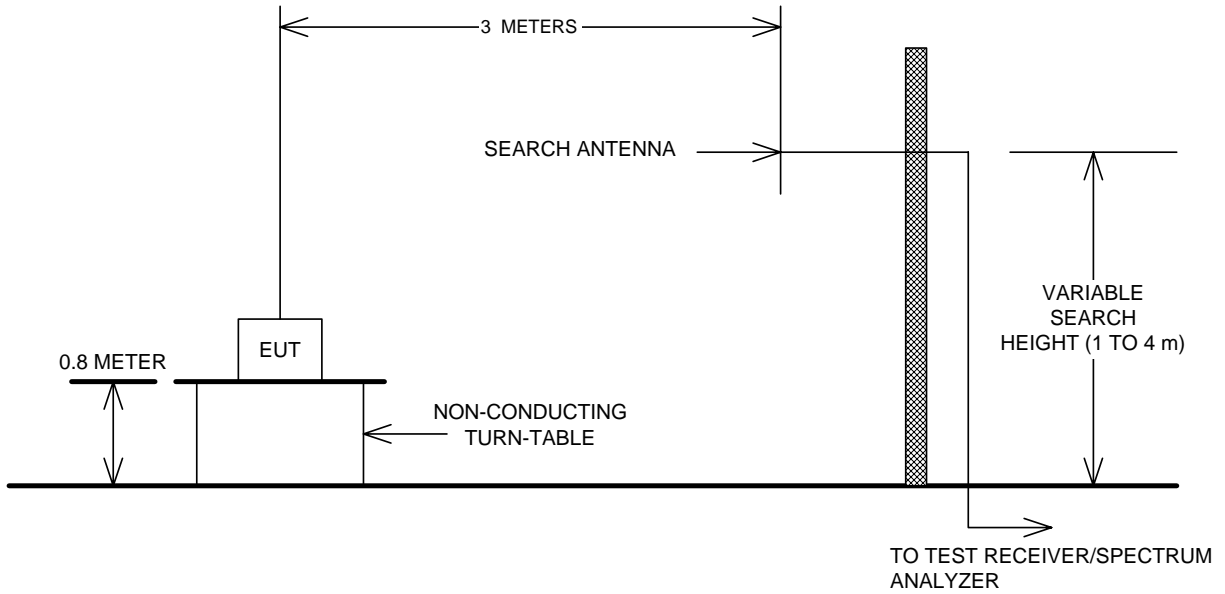 3 METERS
SEARCH ANTENNA
VARIABLE
SEARCH
HEIGHT (1 TO 4 m)
EUT
0.8 METER
NON-CONDUCTING
TURN-TABLE
TO TEST RECEIVER/SPECTRUM
ANALYZER